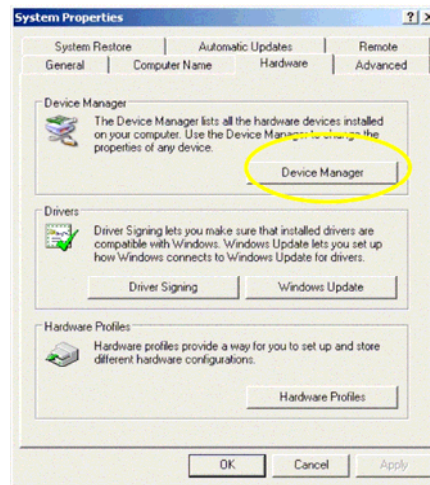 System Properties
System Restore Automatic Updates Remote
General Computer Name Hardware Advanced
Device Manager
The Device Manager lists all the hardware devices installed
on your computer. Use the Device Manager to change the
properties of any device.
Device Manager
Drivers
Driver Signing lets you make sure that installed drivers are
compatible with Windows. Windows Update lets you set up
how Windows connects to Windows Update for drivers.
Driver Signing Windows Update
Hardware Profiles
Hardware profiles provide a way for you to set up and store
different hardware configurations.
Hardware Profiles
OK Cancel Apply